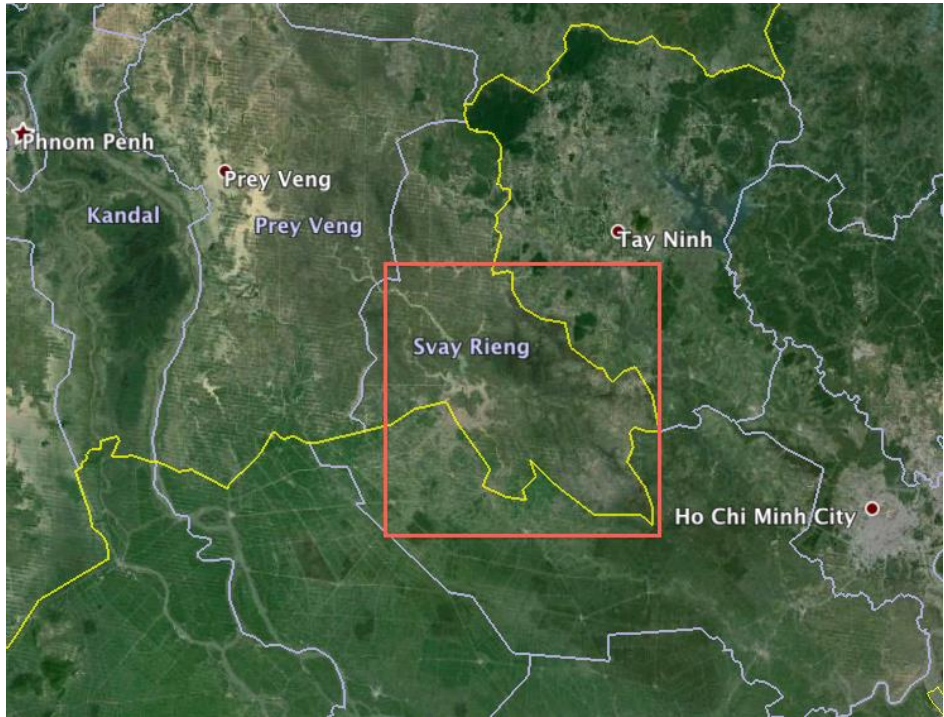 Phnom Penh
Prey Veng
Kandal
Prey Veng
Tay Ninh
Svay Rieng
Ho Chi Minh City